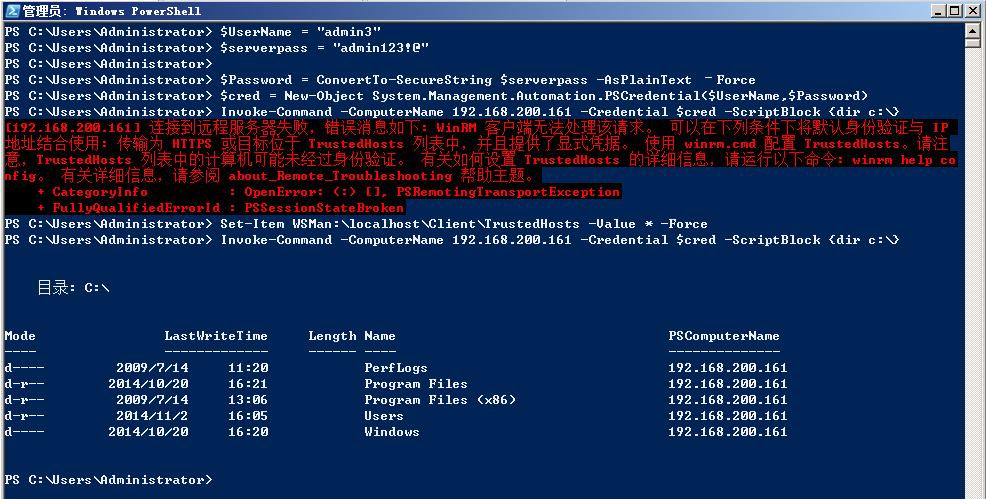 管理员: Windows PowerShell
PS C:\Users\Administrator> $UserName = "admin3"
PS C:\Users\Administrator> $serverpass = "admin123!@"
PS C:\Users\Administrator>
PS C:\Users\Administrator> $Password = ConvertTo-SecureString $serverpass -AsPlainText –Force
PS C:\Users\Administrator> $cred = New-Object System.Management.Automation.PSCredential($UserName,$Password)
PS C:\Users\Administrator> Invoke-Command -ComputerName 192.168.200.161 -Credential $cred -ScriptBlock {dir c:\}
[192.168.200.161] 连接到远程服务器失败，错误消息如下: WinRM 客户端无法处理该请求。 可以在下列条件下将默认身份验证与 IP
地址结合使用: 传输为 HTTPS 或目标位于 TrustedHosts 列表中，并且提供了显式凭据。 使用 winrm.cmd 配置 TrustedHosts。请注
意，TrustedHosts 列表中的计算机可能未经过身份验证。 有关如何设置 TrustedHosts 的详细信息，请运行以下命令: winrm help co
nfig。 有关详细信息，请参阅 about_Remote_Troubleshooting 帮助主题。
+ CategoryInfo : OpenError: (:) [], PSRemotingTransportException
+ FullyQualifiedErrorId : PSSessionStateBroken
PS C:\Users\Administrator> Set-Item WSMan:\localhost\Client\TrustedHosts -Value * -Force
PS C:\Users\Administrator> Invoke-Command -ComputerName 192.168.200.161 -Credential $cred -ScriptBlock {dir c:\}
目录: C:\
Mode LastWriteTime Length Name PSComputerName
---- ------------- ------ ---- --------------
d---- 2009/7/14 11:20 PerfLogs 192.168.200.161
d-r-- 2014/10/20 16:21 Program Files 192.168.200.161
d-r-- 2009/7/14 13:06 Program Files (x86) 192.168.200.161
d-r-- 2014/11/2 16:05 Users 192.168.200.161
d---- 2014/10/20 16:20 Windows 192.168.200.161
PS C:\Users\Administrator>